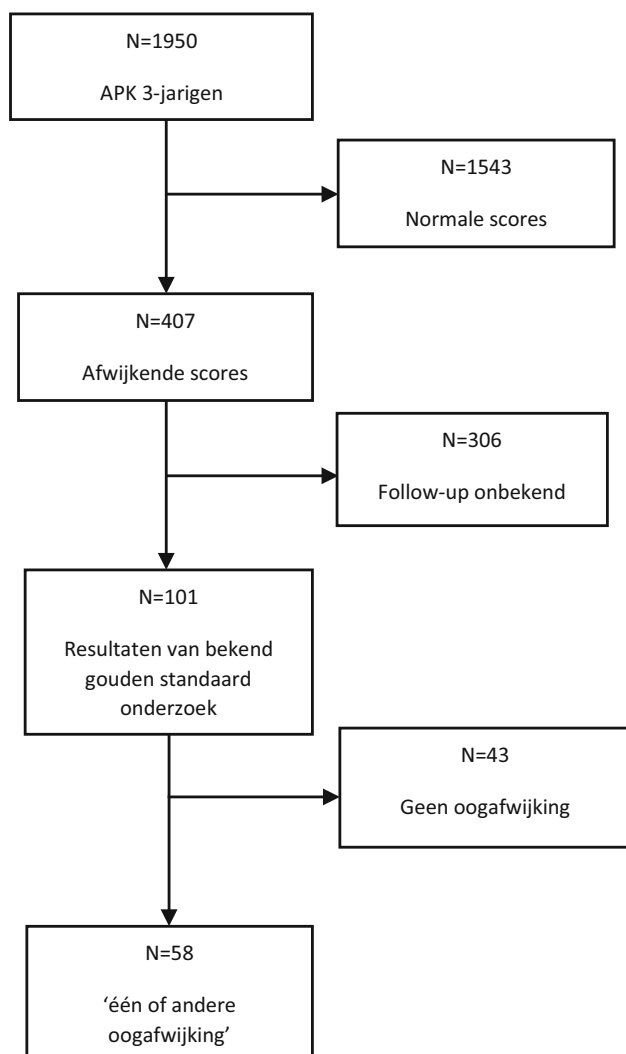 N=1950
APK 3-jarigen
N=1543
Normale scores
N=407
Afwijkende scores
N=306
Follow-up onbekend
N=101
Resultaten van bekend
gouden standaard
onderzoek
N=43
Geen oogafwijking
N=58
‘één of andere
oogafwijking’